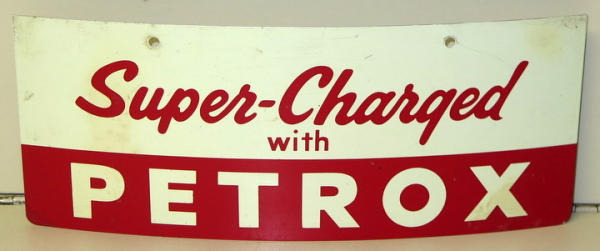 Super-Charged
with
PETROX